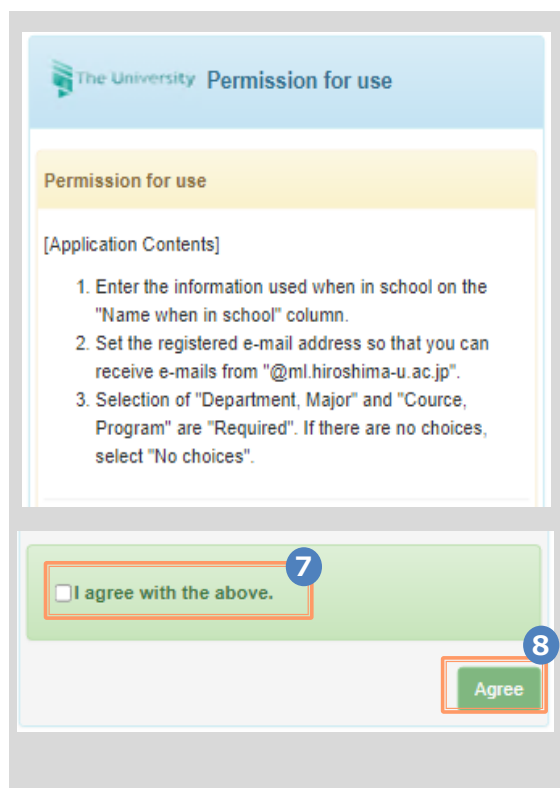 The University Permission for use
Permission for use
[Application Contents]
1. Enter the information used when in school on the
"Name when in school" column.
2. Set the registered e-mail address so that you can
receive e-mails from "@ml.hiroshima-u.ac.jp".
3. Selection of "Department, Major" and "Cource,
Program" are "Required". If there are no choices,
select "No choices".
7
I agree with the above.
8
Agree